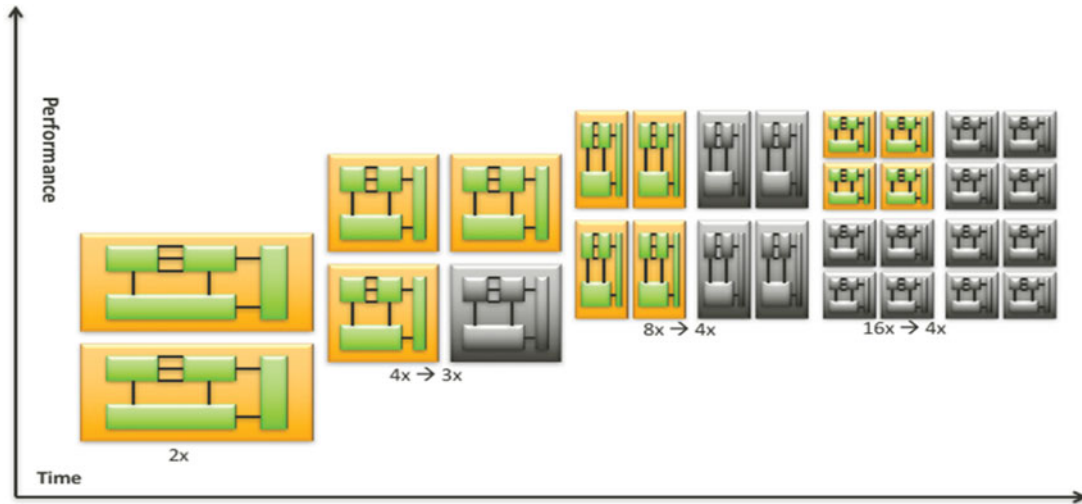 Performance
2x
4x → 3x
8x → 4x
16x → 4x
Time